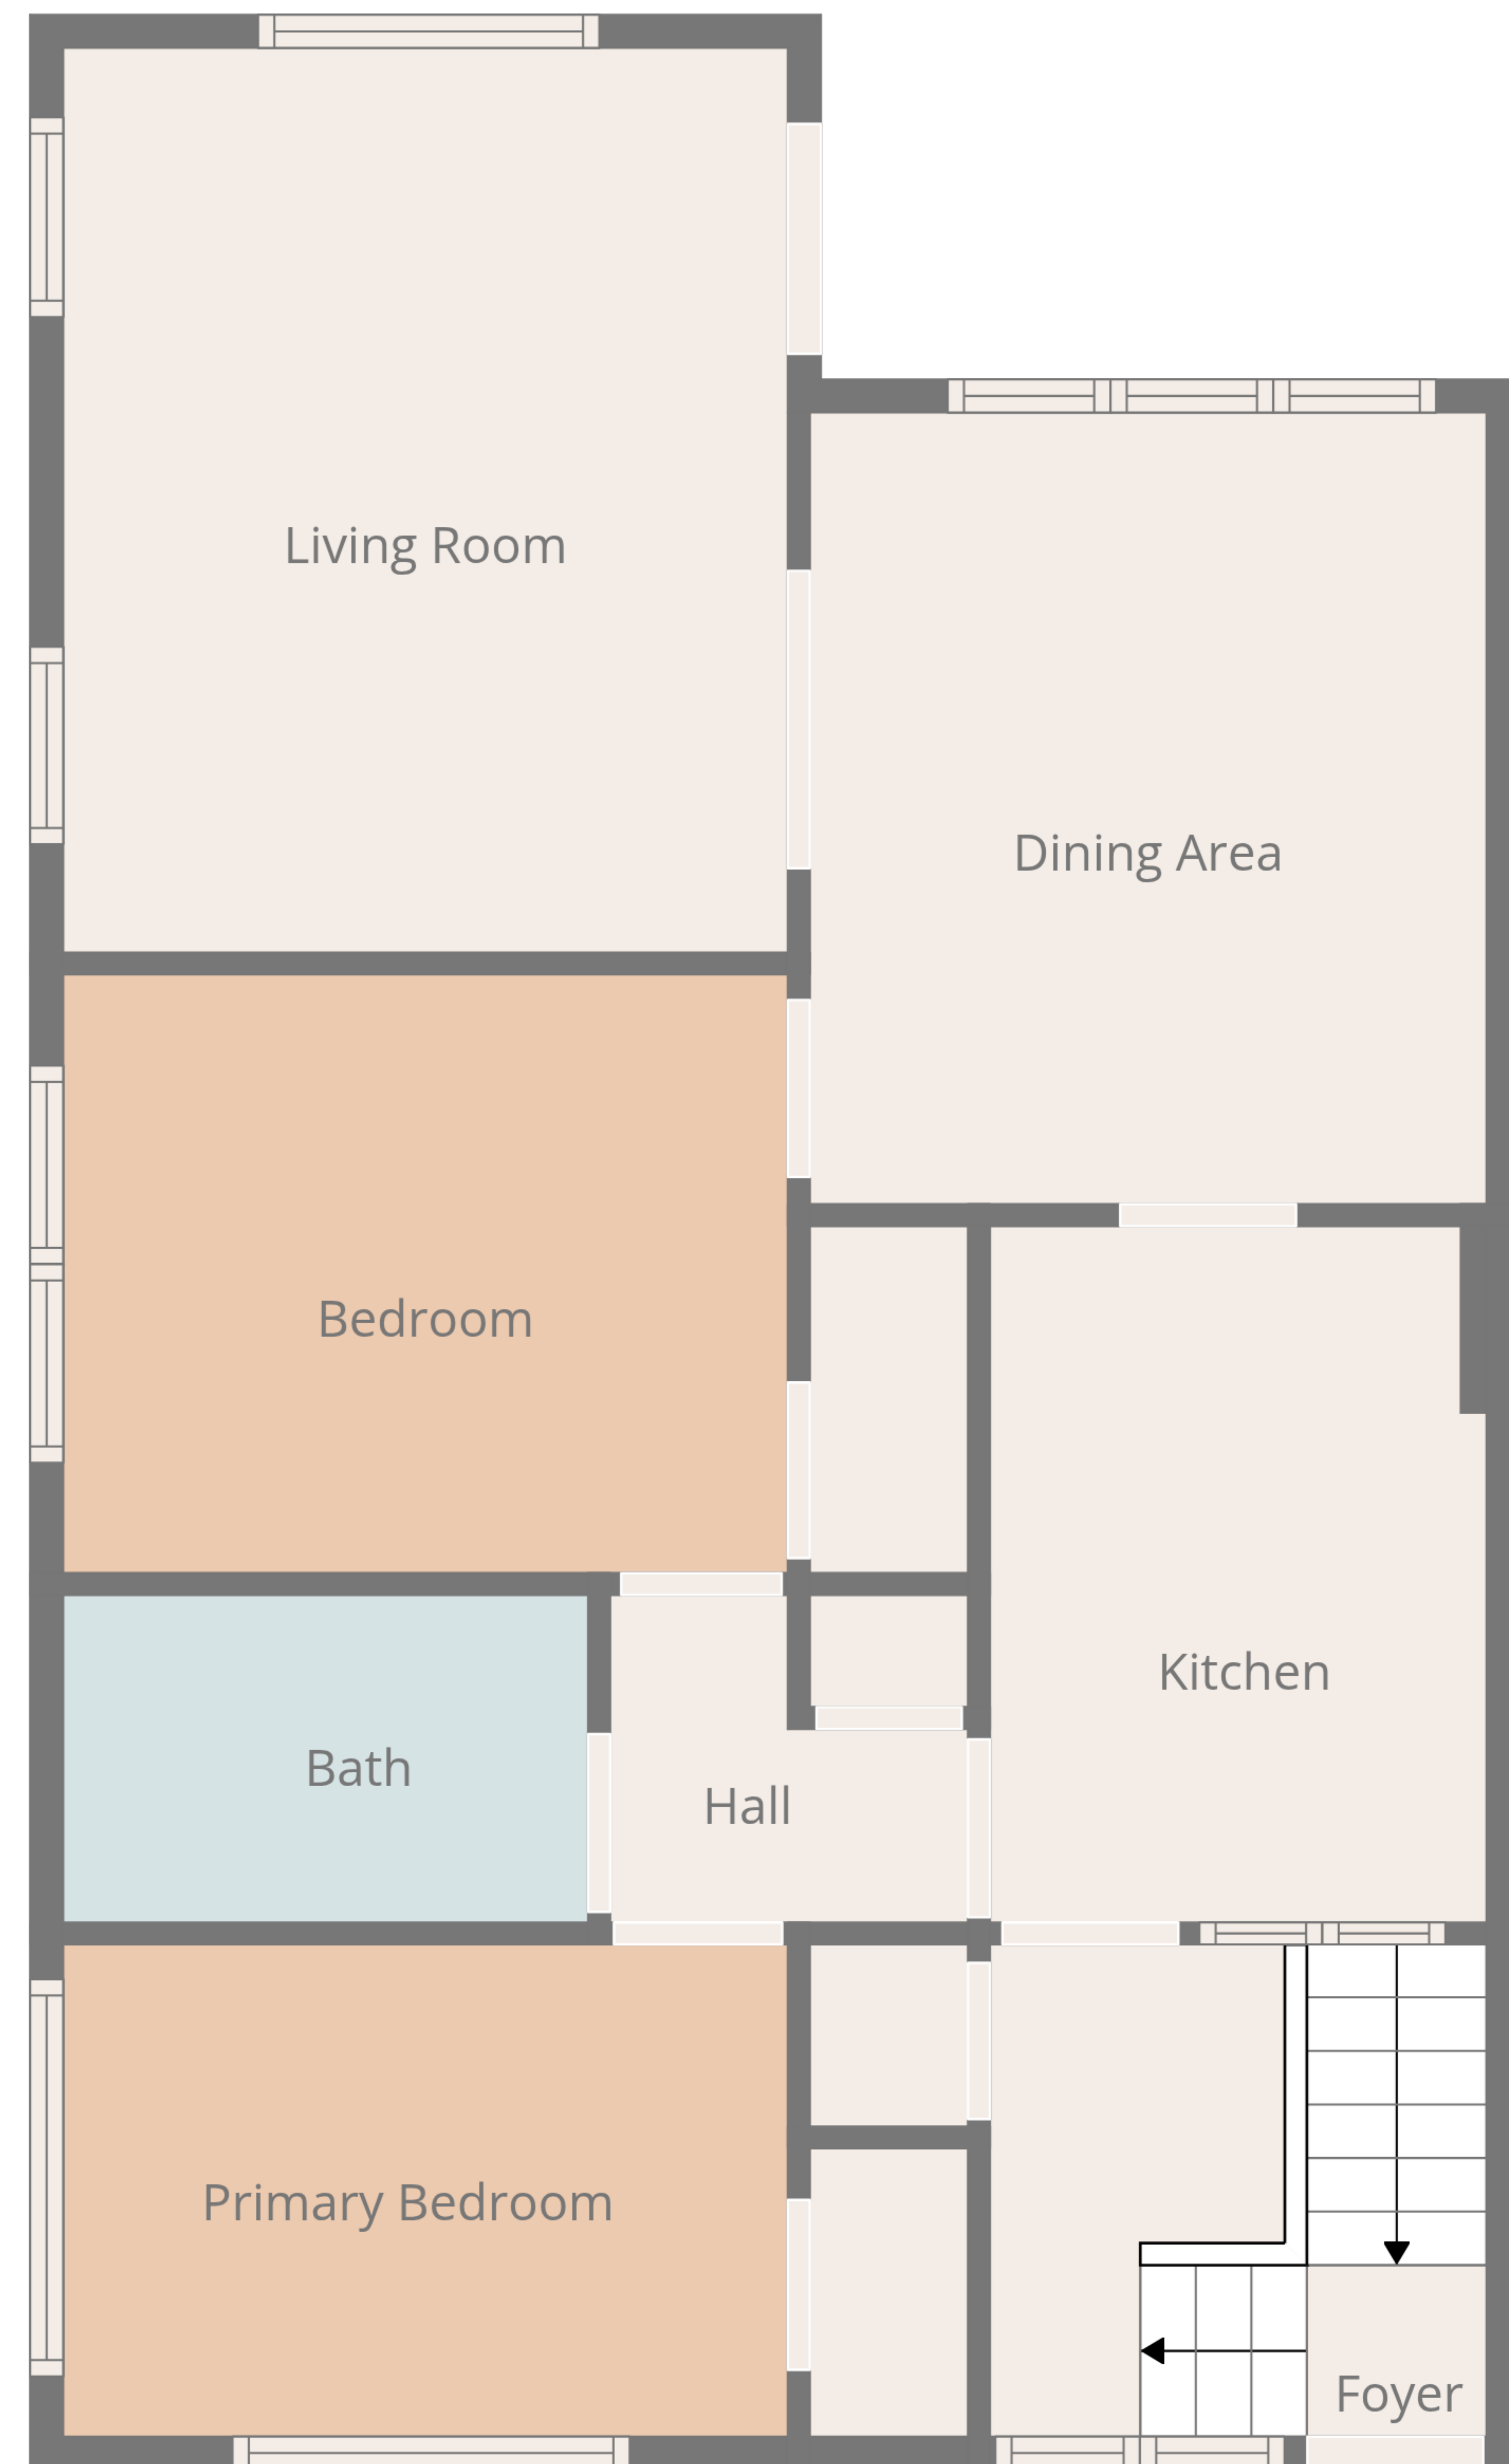 Living Room
Dining Area
Bedroom
Kitchen
Bath
Hall
Primary Bedroom
Foyer